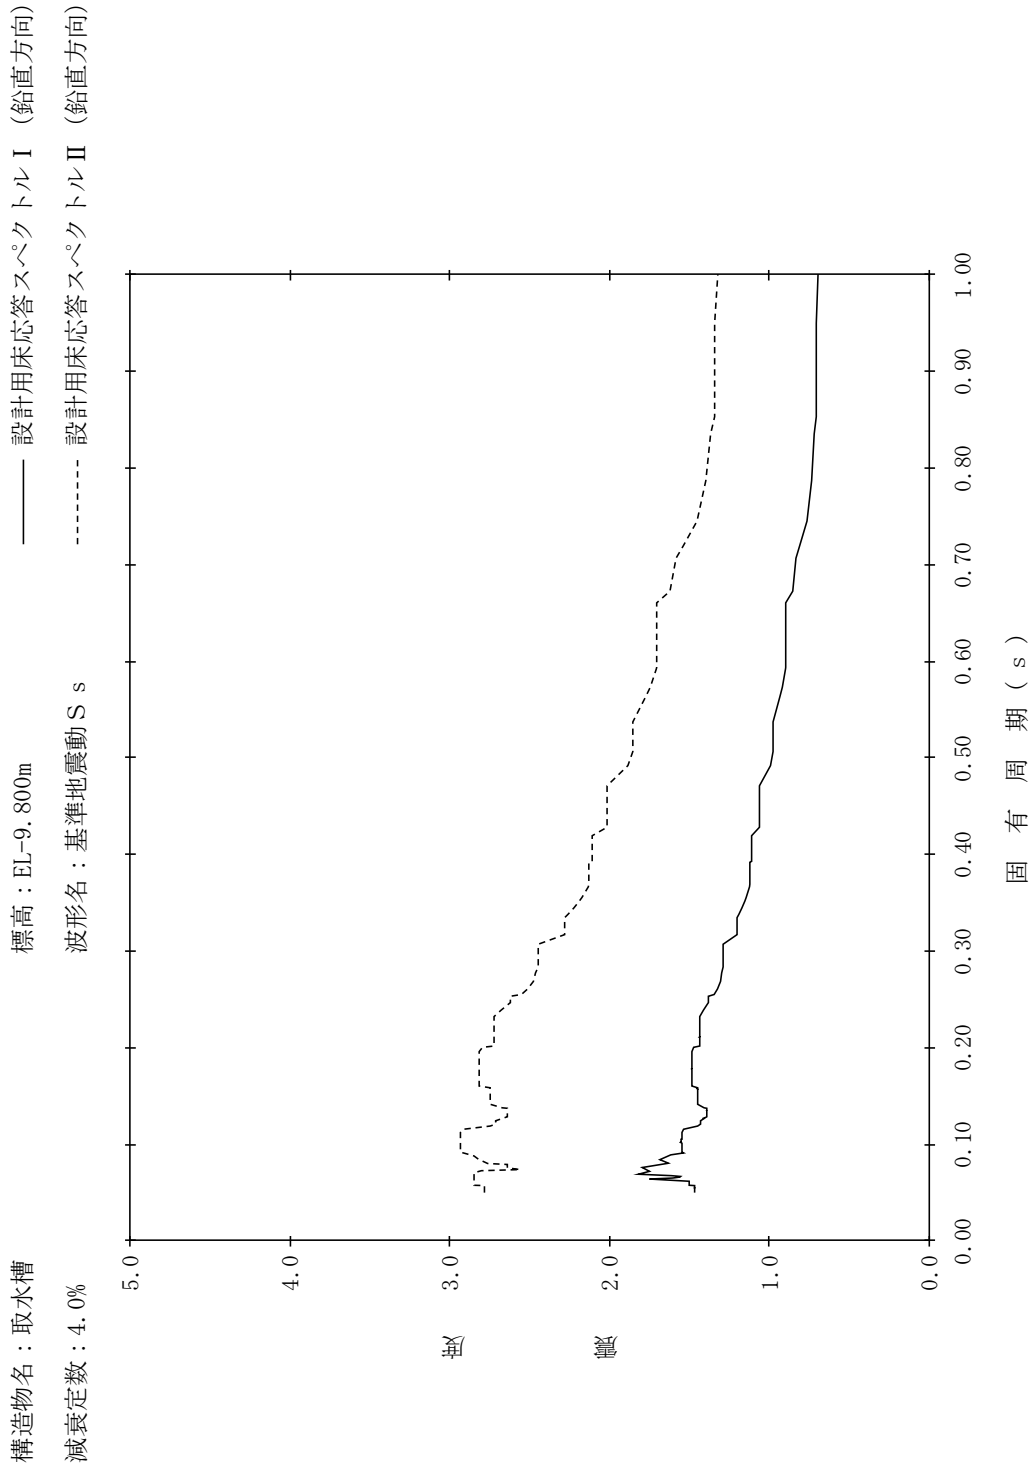 構造物名：取水槽
標高：EL-9.800m
設計用床応答スペクトルⅠ（鉛直方向）
減衰定数：4.0%
波形名：基準地震動Ｓｓ
設計用床応答スペクトルⅡ（鉛直方向）
5.0
4.0
3.0
2.0
1.0
0.0
震度
0.00
0.10
0.20
0.30
0.40
0.50
0.60
0.70
0.80
0.90
1.00
固有周期(s)